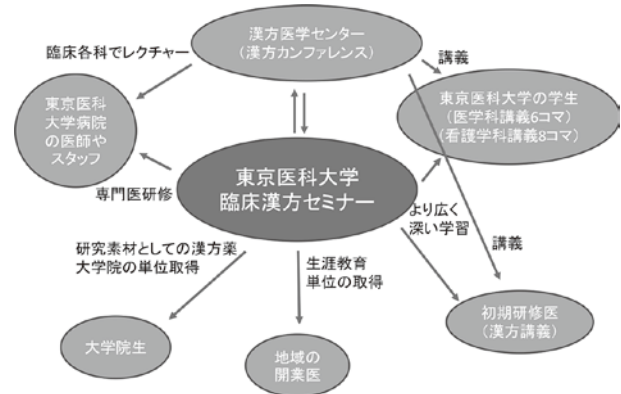 漢方医学センター
（漢方カンファレンス）
臨床各科でレクチャー
講義
東京医科
大学病院
の医師や
スタッフ
東京医科大学の学生
（医学科講義6コマ）
（看護学科講義8コマ）
東京医科大学
臨床漢方セミナー
専門医研修
より広く
深い学習
研究素材としての漢方薬
大学院の単位取得
生涯教育
単位の取得
講義
初期研修医
（漢方講義）
大学院生
地域の
開業医